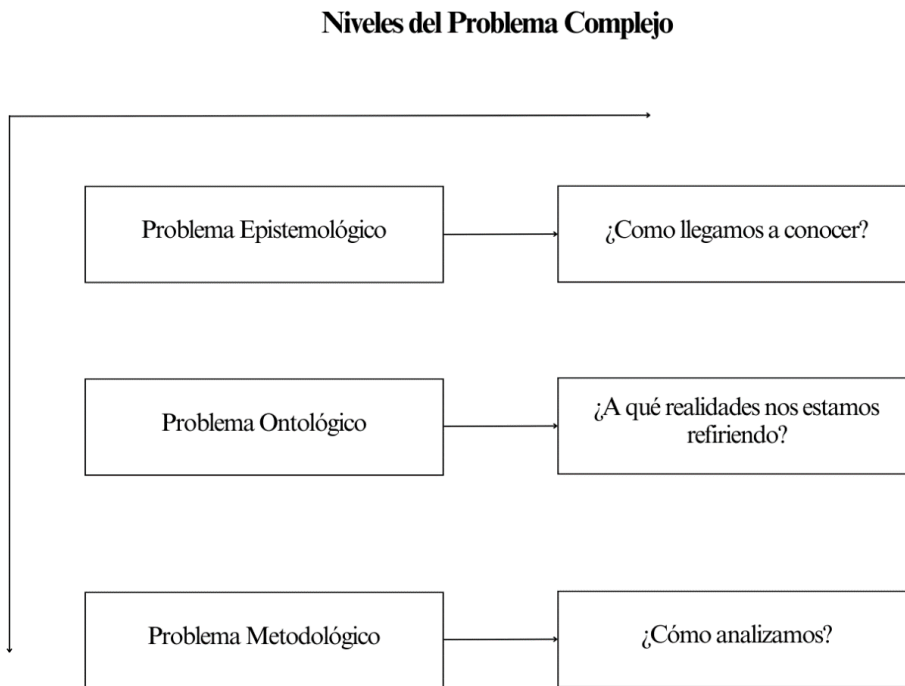 Niveles del Problema Complejo
Problema Epistemológico
¿Como llegamos a conocer?
Problema Ontológico
¿A qué realidades nos estamos
refiriendo?
Problema Metodológico
¿Cómo analizamos?